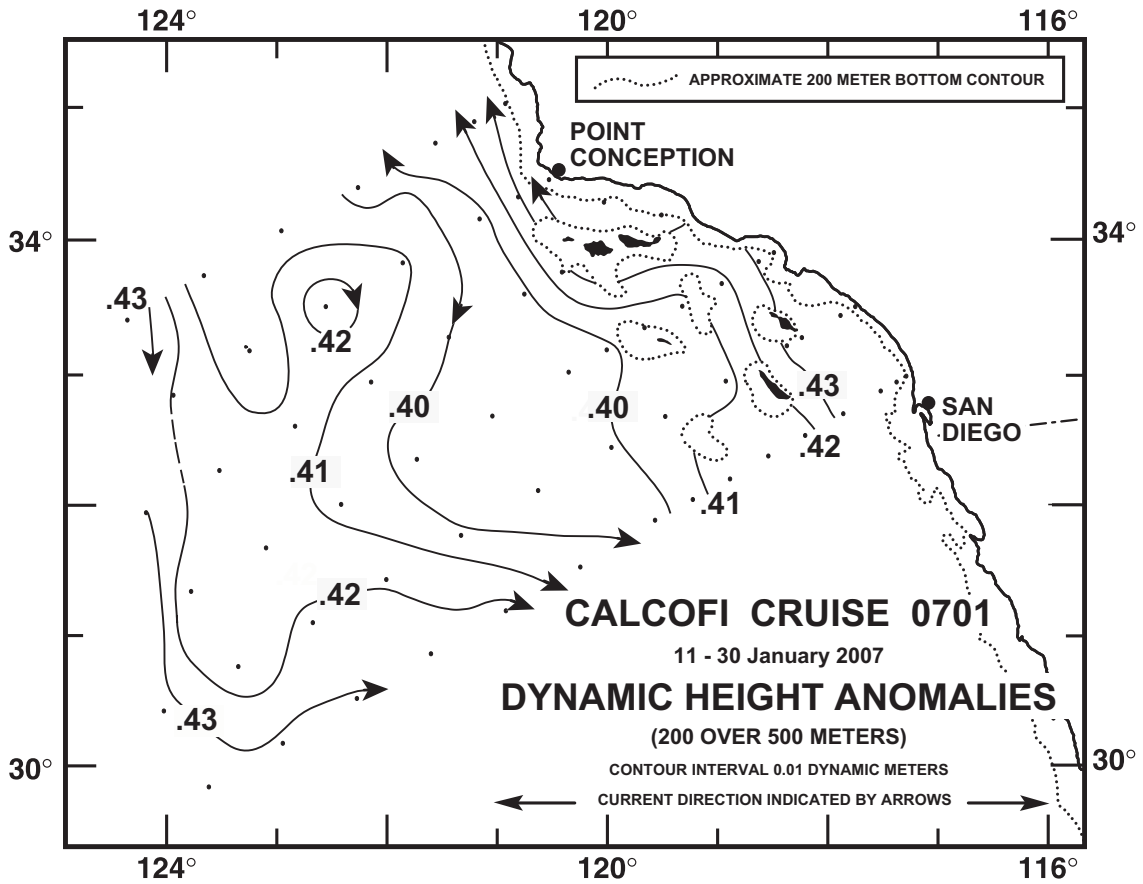 124° 120° 116°
APPROXIMATE 200 METER BOTTOM CONTOUR
POINT
CONCEPTION
34° 34°
.43
.42
.43
.40 .40
SAN
DIEGO
.42
.41
.41
.42
CALCOFI CRUISE 0701
11 - 30 January 2007
DYNAMIC HEIGHT ANOMALIES
.43
(200 OVER 500 METERS)
30° 30°
CONTOUR INTERVAL 0.01 DYNAMIC METERS
CURRENT DIRECTION INDICATED BY ARROWS
124° 120° 116°